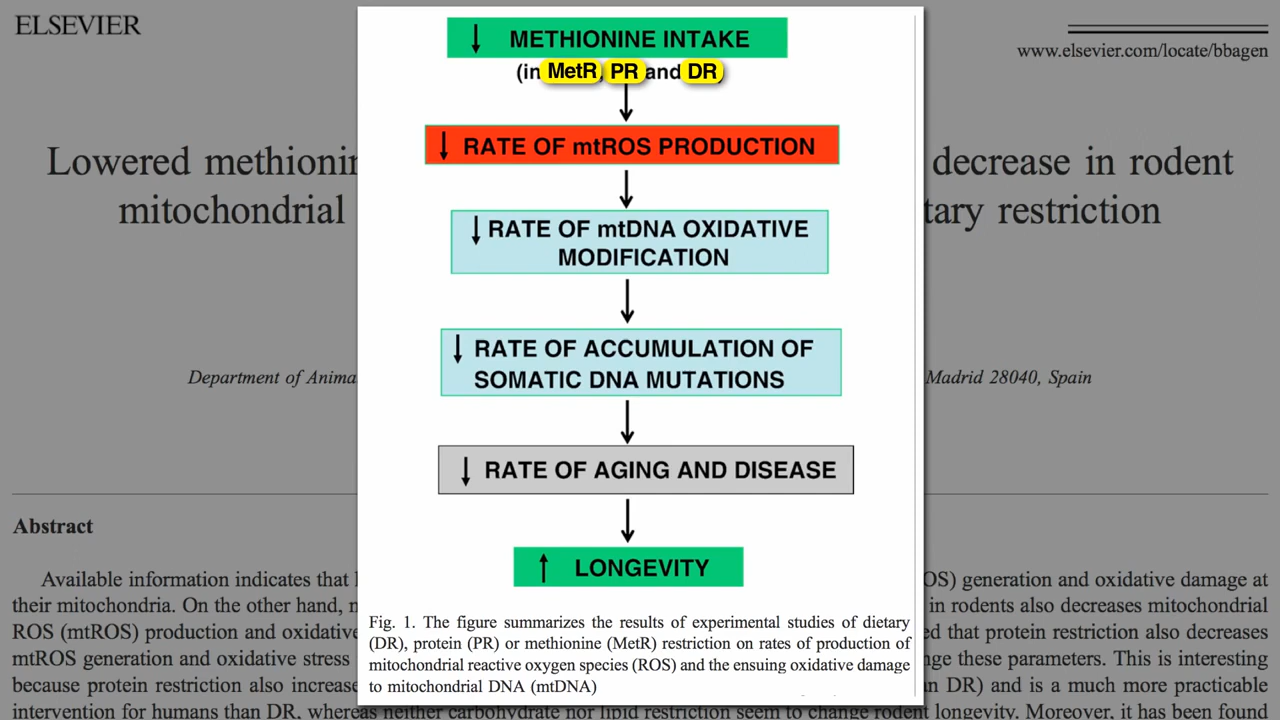 ELSEVIER
www.elsevier.com/locate/bbagen
Lowered decrease in rodent
mitochondrial restriction
Department of Madrid 28040, Spain
Abstract
Available information indicates that generation and oxidative damage at
their mitochondria. On the other hand, in rodents also decreases mitochondrial
ROS (mtROS) production and that protein restriction also decreases
mtROS generation and oxidative stress these parameters. This is interesting
because protein restriction also DR) and is a much more practicable
intervention for humans than DR, whereas neither carbohydrate nor lipid restriction seem to change rodent longevity. Moreover, it has been found
↓ METHIONINE INTAKE
(in MetR, PR and DR
↓ RATE OF mtROS PRODUCTION
↓ RATE OF mtDNA OXIDATIVE
MODIFICATION
↓ RATE OF ACCUMULATION OF
SOMATIC DNA MUTATIONS
↓ RATE OF AGING AND DISEASE
↑ LONGEVITY
Fig. 1. The figure summarizes the results of experimental studies of dietary
(DR), protein (PR) or methionine (MetR) restriction on rates of production of
mitochondrial reactive oxygen species (ROS) and the ensuing oxidative damage
to mitochondrial DNA (mtDNA)